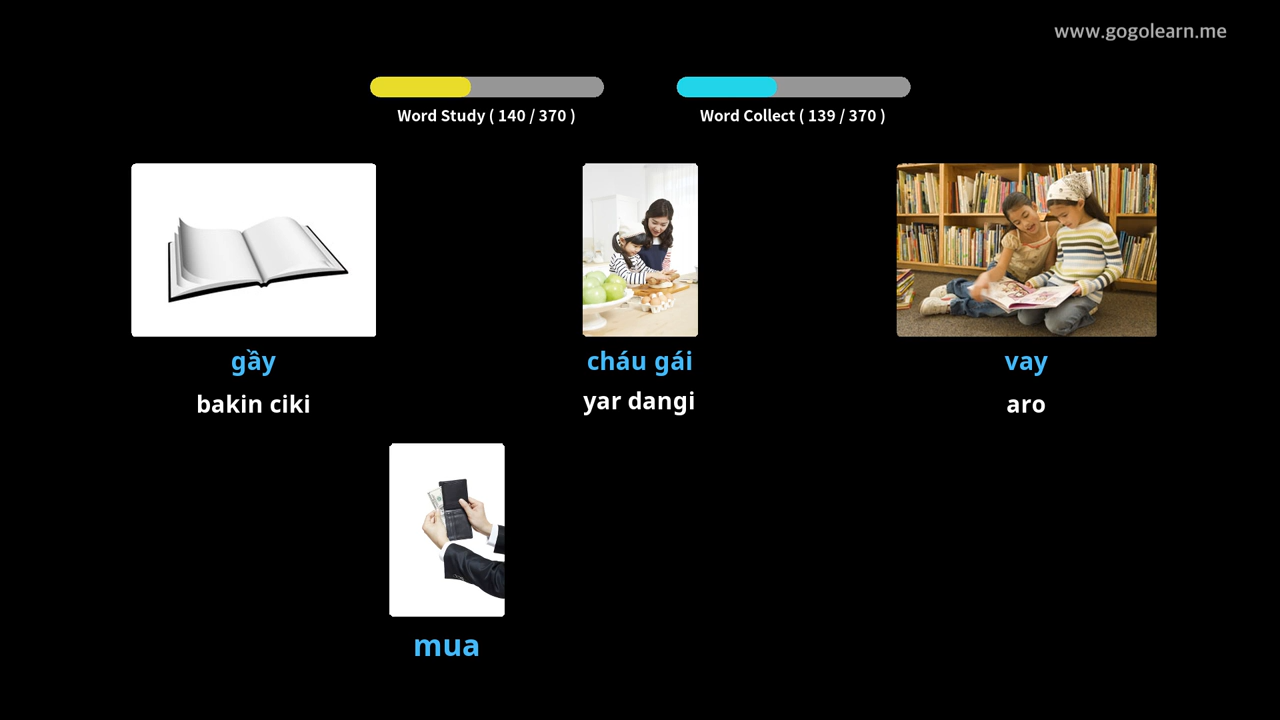 www.gogolearn.me
Word Study ( 140 / 370 )
Word Collect ( 139 / 370 )
gầy
cháu gái
vay
bakin ciki
yar dangi
aro
mua